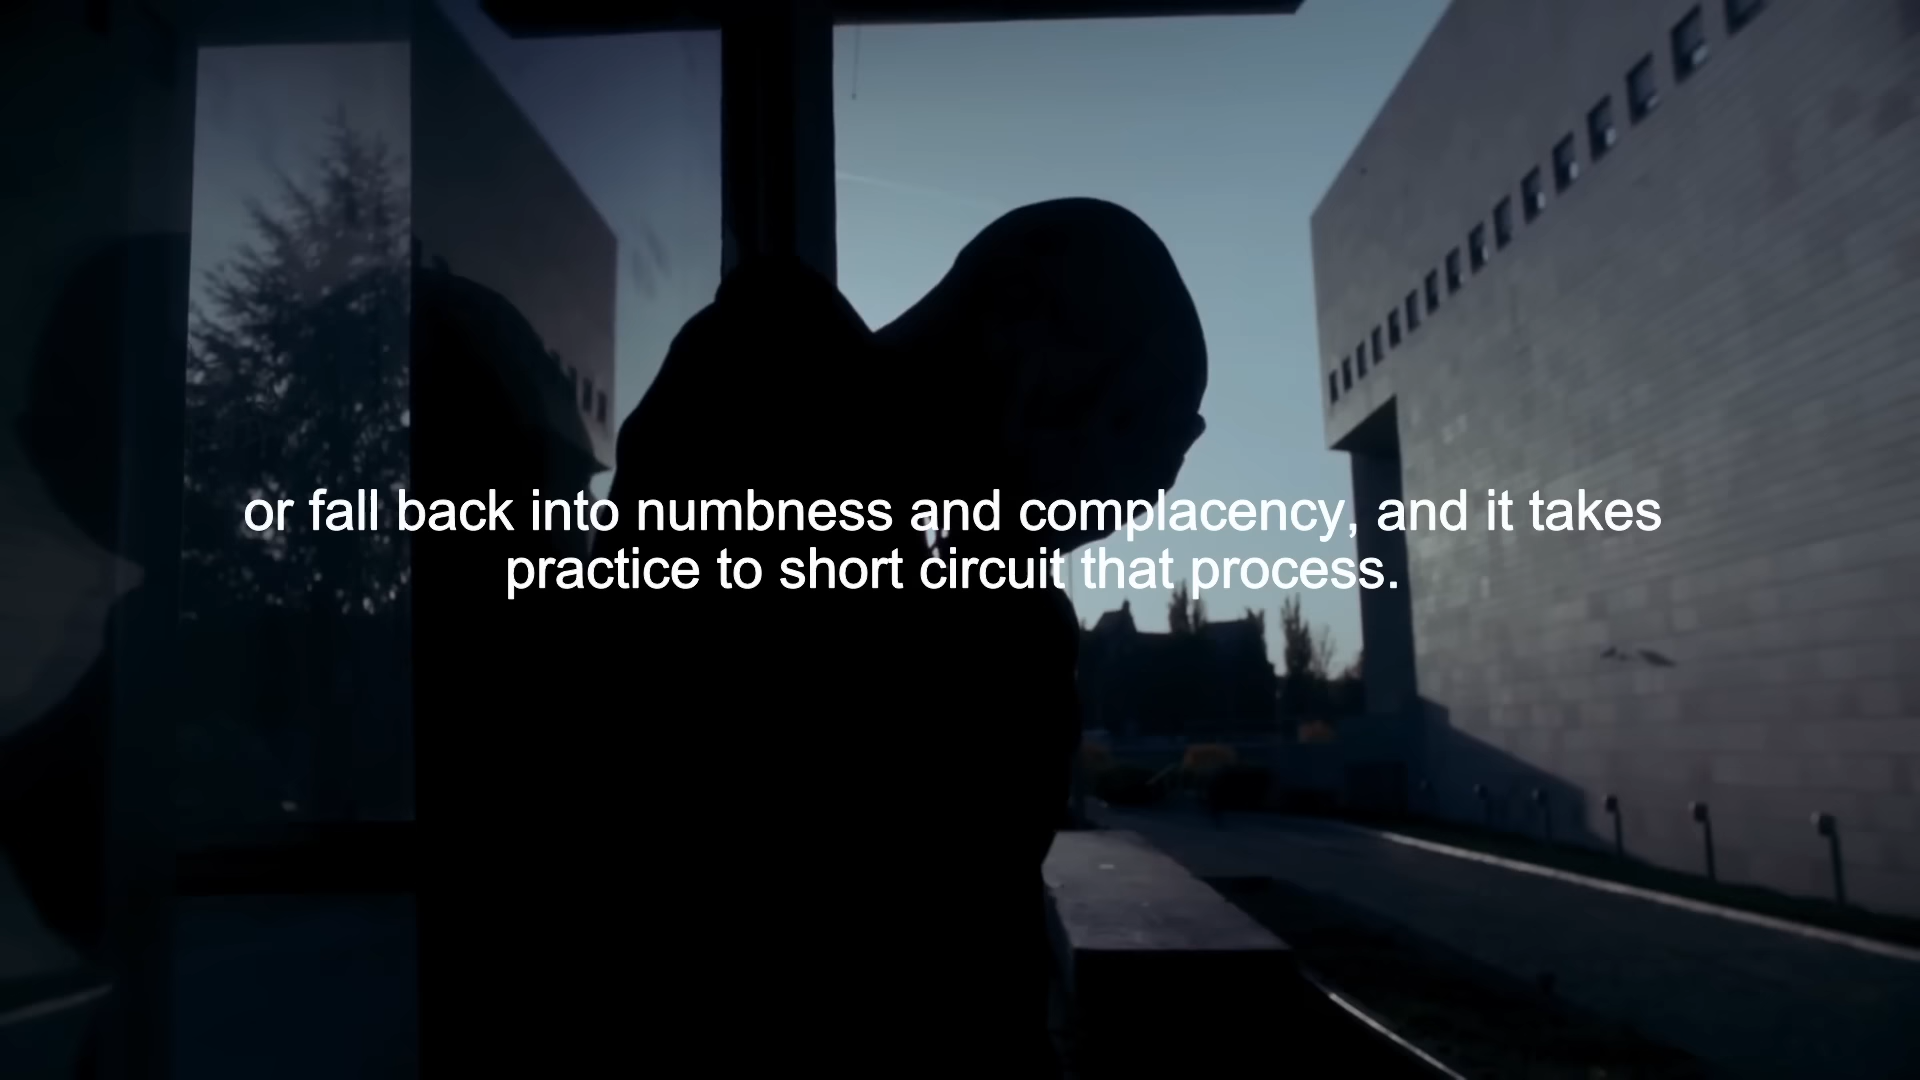 or fall back into numbness and complacency, and it takes
practice to short circuit that process.